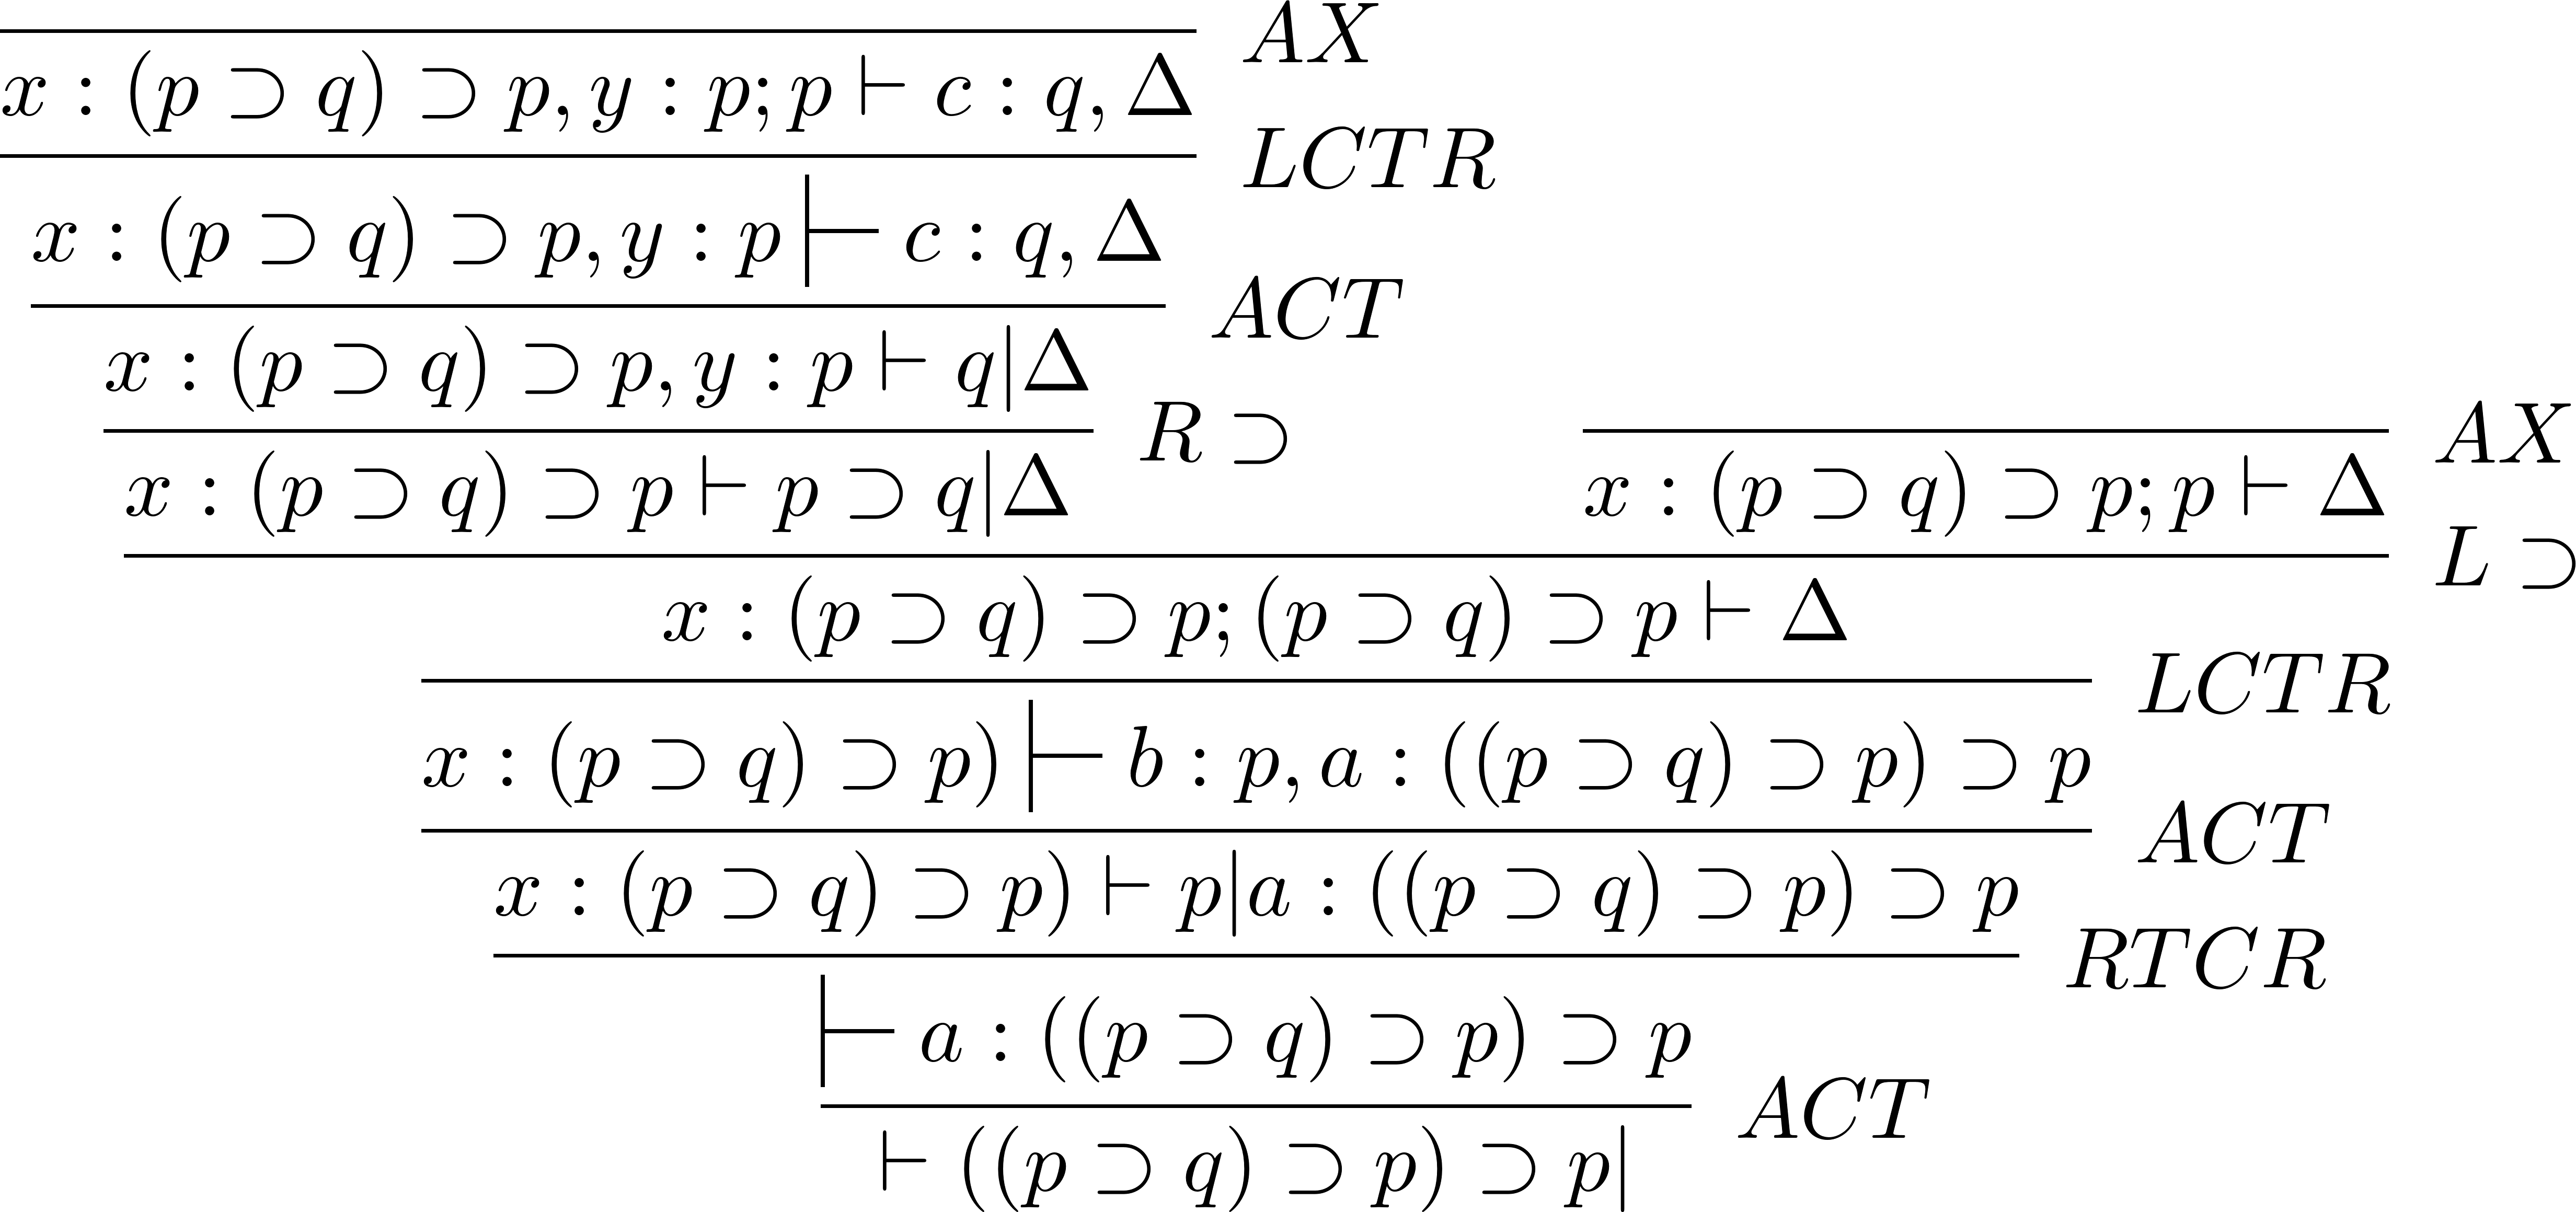 AX
x : (p ⊃ q) ⊃ p, y : p; p ⊢ c : q, Δ
LCTR
x : (p ⊃ q) ⊃ p, y : p ⊢ c : q, Δ
ACT
x : (p ⊃ q) ⊃ p, y : p ⊢ q|Δ
R ⊃
AX
x : (p ⊃ q) ⊃ p ⊢ p ⊃ q|Δ x : (p ⊃ q) ⊃ p; p ⊢ Δ
L ⊃
x : (p ⊃ q) ⊃ p; (p ⊃ q) ⊃ p ⊢ Δ
LCTR
x : (p ⊃ q) ⊃ p) ⊢ b : p, a : ((p ⊃ q) ⊃ p) ⊃ p
ACT
x : (p ⊃ q) ⊃ p) ⊢ p|a : ((p ⊃ q) ⊃ p) ⊃ p
RTCR
⊢ a : ((p ⊃ q) ⊃ p) ⊃ p
ACT
⊢ ((p ⊃ q) ⊃ p) ⊃ p|